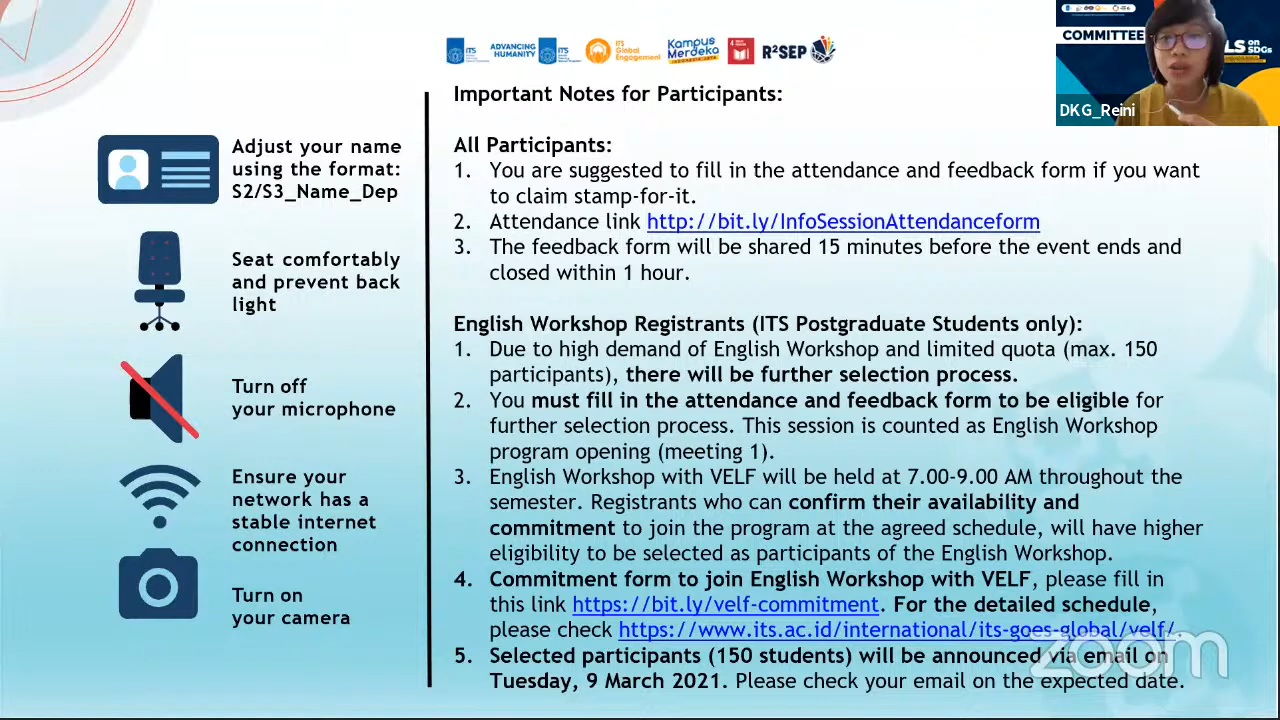 ITS
ADVANCING
HUMANITY
ITS
ITS
Global
Engagement
Kampus
Merdeka
INDONESIA JAYA
4
R²SEP
COMMITTEE
LS on
SDGs
DKG_Reini
Adjust your name
using the format:
S2/S3_Name_Dep
Seat comfortably
and prevent back
light
Turn off
your microphone
Ensure your
network has a
stable internet
connection
Turn on
your camera
Important Notes for Participants:
All Participants:
1. You are suggested to fill in the attendance and feedback form if you want
to claim stamp-for-it.
2. Attendance link http://bit.ly/InfoSessionAttendanceform
3. The feedback form will be shared 15 minutes before the event ends and
closed within 1 hour.
English Workshop Registrants (ITS Postgraduate Students only):
1. Due to high demand of English Workshop and limited quota (max. 150
participants), there will be further selection process.
2. You must fill in the attendance and feedback form to be eligible for
further selection process. This session is counted as English Workshop
program opening (meeting 1).
3. English Workshop with VELF will be held at 7.00-9.00 AM throughout the
semester. Registrants who can confirm their availability and
commitment to join the program at the agreed schedule, will have higher
eligibility to be selected as participants of the English Workshop.
4. Commitment form to join English Workshop with VELF, please fill in
this link https://bit.ly/velf-commitment. For the detailed schedule,
please check https://www.its.ac.id/international/its-goes-global/velf/
5. Selected participants (150 students) will be announced via email on
Tuesday, 9 March 2021. Please check your email on the expected date.
zoom